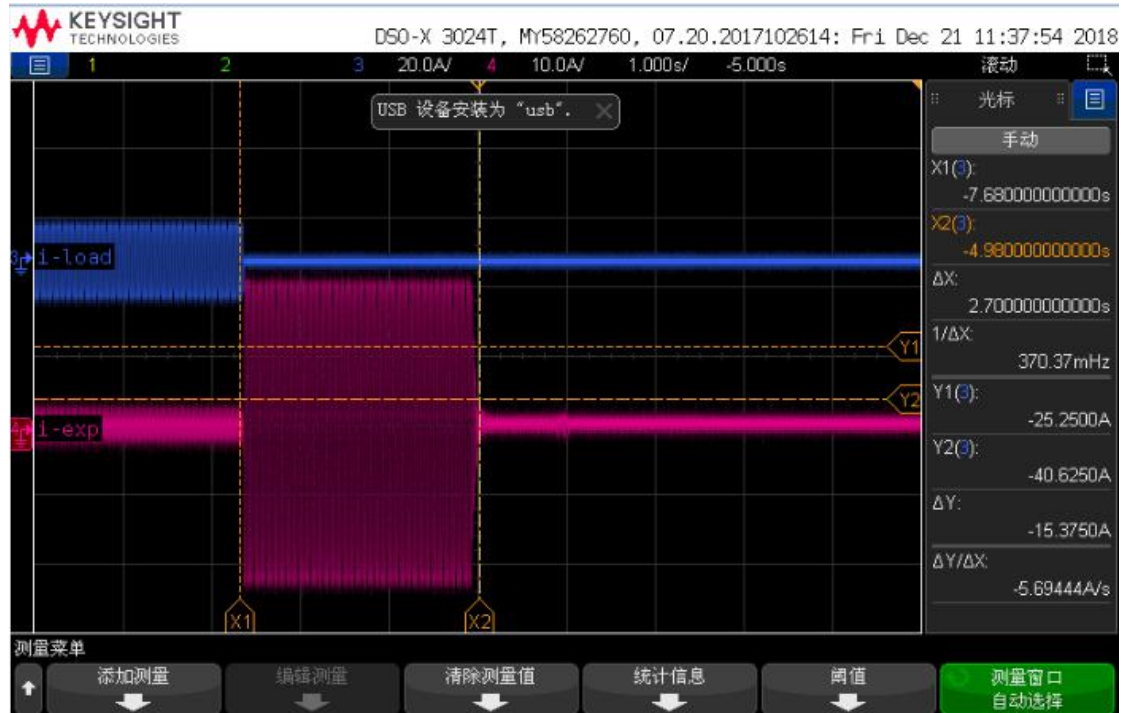 KEYSIGHT
TECHNOLOGIES
DSO-X 3024T, MY58262760, 07.20.2017102614: Fri Dec 21 11:37:54 2018
1 2 3 20.0A/ 4 10.0A/ 1.000s/ -5.000s 滚动
USB 设备安装为 “usb”.
光标
手动
X1(3):
-7.680000000000s
X2(3):
-4.980000000000s
ΔX:
2.700000000000s
1/ΔX:
370.37mHz
Y1(3):
-25.2500A
Y2(3):
-40.6250A
ΔY:
-15.3750A
ΔY/ΔX:
-5.69444A/s
3 i-load
Y1
Y2
4 i-exp
X1 X2
测量菜单
添加测量 编辑测量 清除测量值 统计信息 阈值 测量窗口
自动选择